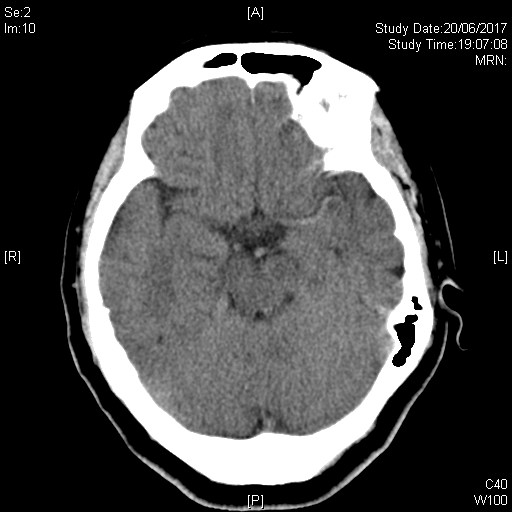 Se:2
Im:10
[A]
Study Date:20/06/2017
Study Time:19:07:08
MRN:
[R]
[L]
[P]
C40
W100